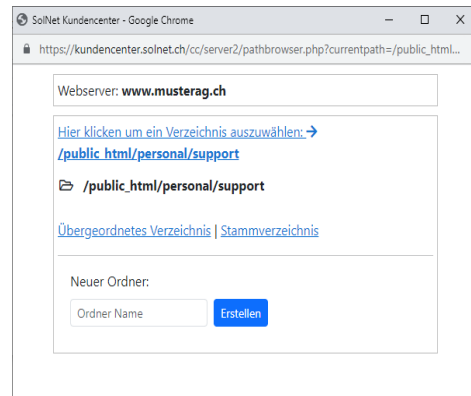 SolNet Kundencenter - Google Chrome
https://kundencenter.solnet.ch/cc/server2/pathbrowser.php?currentpath=/public_html...
Webserver: www.musterag.ch
Hier klicken um ein Verzeichnis auszuwählen: →
/public_html/personal/support
/public_html/personal/support
Übergeordnetes Verzeichnis | Stammverzeichnis
Neuer Ordner:
Ordner Name Erstellen